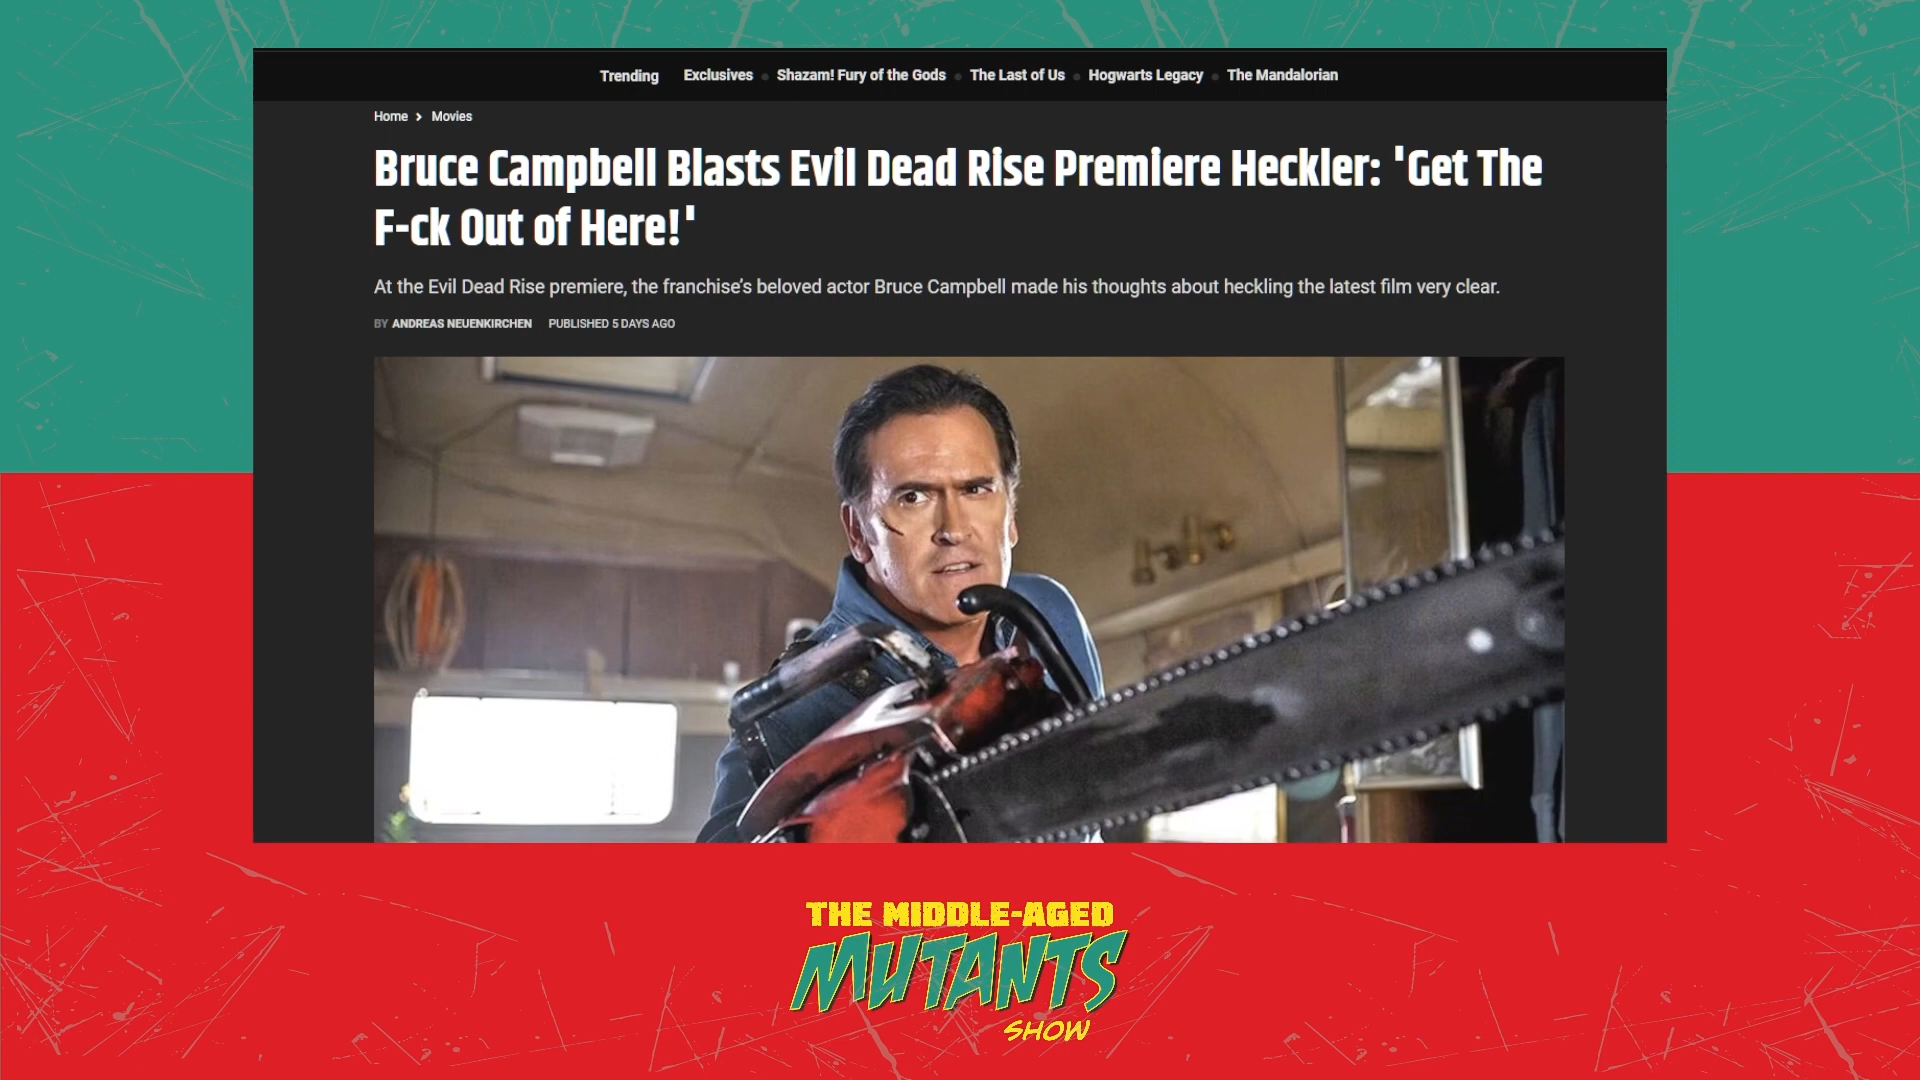 Trending Exclusives Shazam! Fury of the Gods The Last of Us Hogwarts Legacy The Mandalorian
Home > Movies
Bruce Campbell Blasts Evil Dead Rise Premiere Heckler: 'Get The
F-ck Out of Here!'
At the Evil Dead Rise premiere, the franchise's beloved actor Bruce Campbell made his thoughts about heckling the latest film very clear.
BY ANDREAS NEUENKIRCHEN PUBLISHED 5 DAYS AGO
THE MIDDLE-AGED
MUTANTS
SHOW